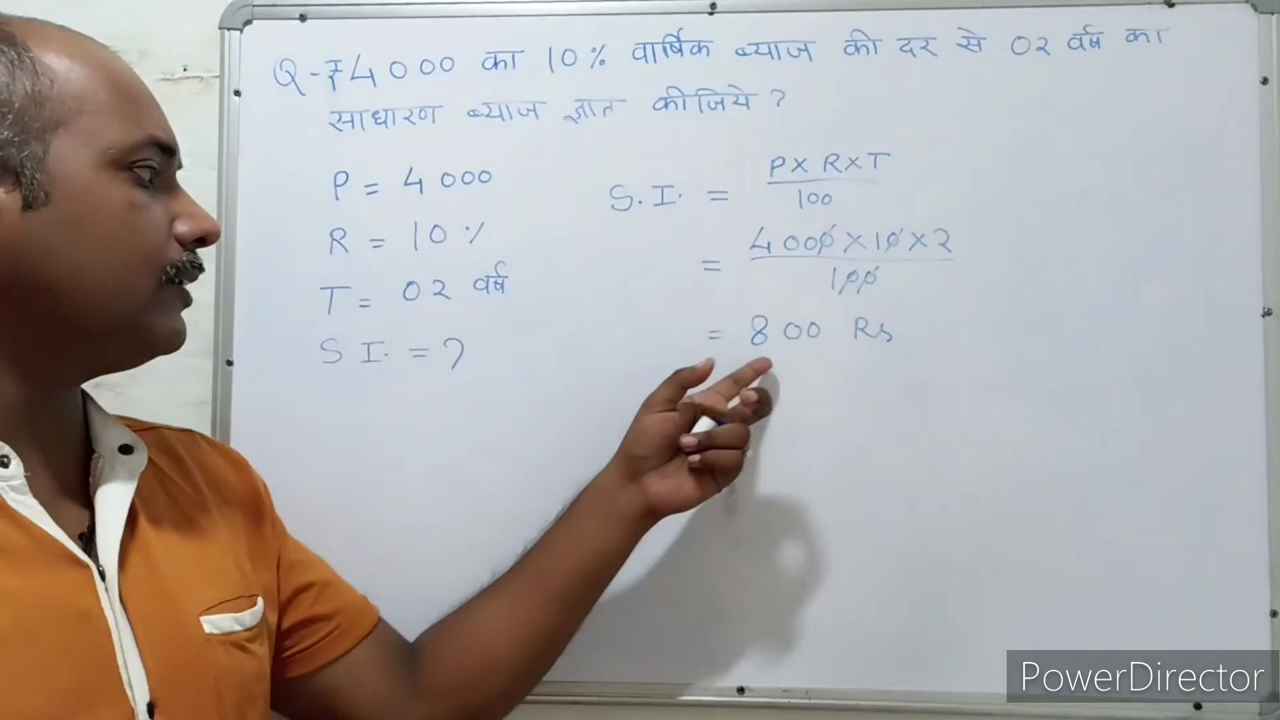 Q - ₹4000 का 10% वार्षिक ब्याज की दर से 02 वर्ष का
साधारण ब्याज ज्ञात कीजिये ?
P = 4000
R = 10%
T = 02 वर्ष
S I. = ?
S.I. = P X R X T / 100
= 4000 X 10 X 2 / 100
= 800 Rs
PowerDirector